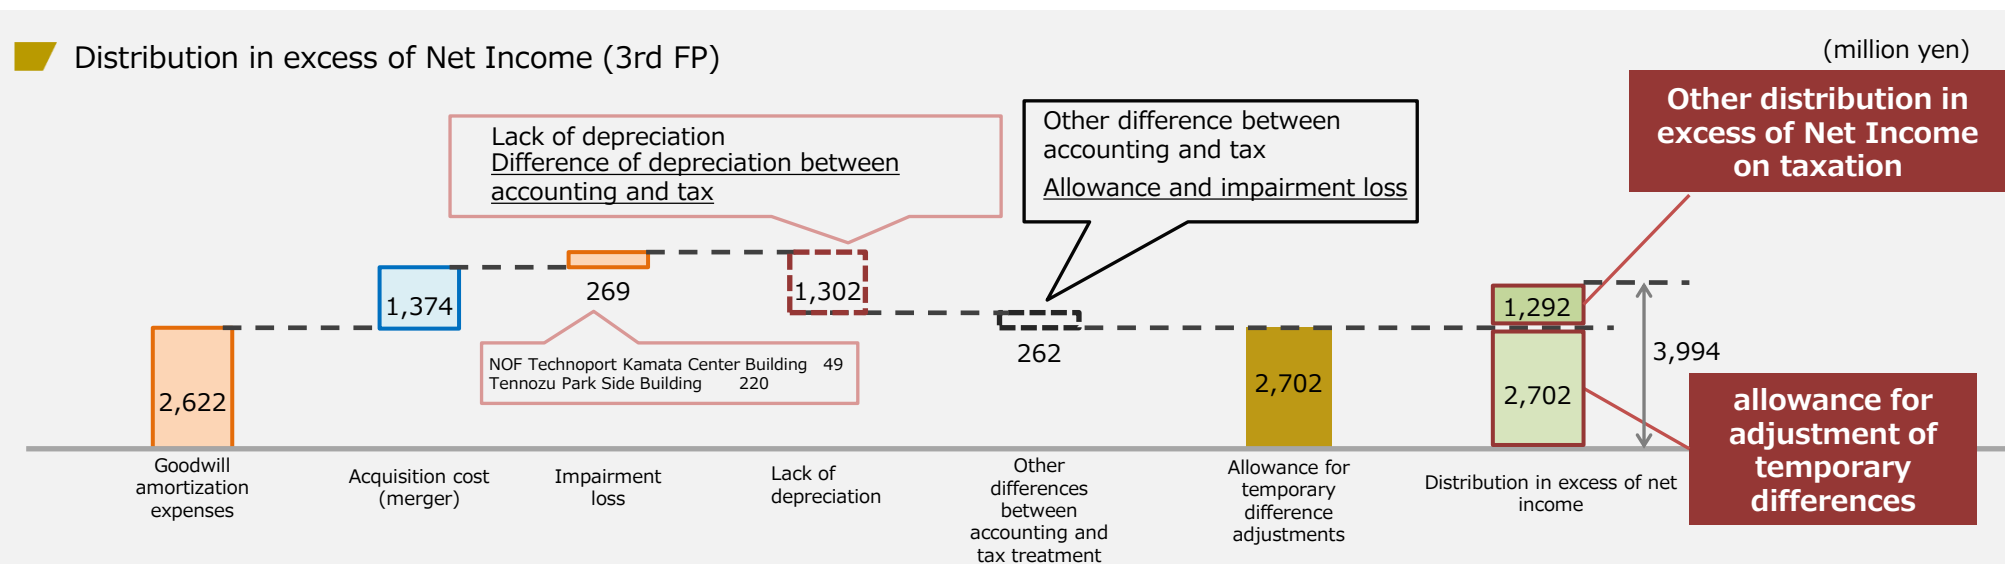 Distribution in excess of Net Income (3rd FP)
(million yen)
Other distribution in
excess of Net Income
on taxation
Lack of depreciation
Difference of depreciation between
accounting and tax
Other difference between
accounting and tax
Allowance and impairment loss
2,622
1,374
269
NOF Technoport Kamata Center Building 49
Tennozu Park Side Building 220
1,302
262
2,702
1,292
2,702
3,994
allowance for
adjustment of
temporary
differences
Goodwill
amortization
expenses
Acquisition cost
(merger)
Impairment
loss
Lack of
depreciation
Other
differences
between
accounting and
tax treatment
Allowance for
temporary
difference
adjustments
Distribution in excess of net
income